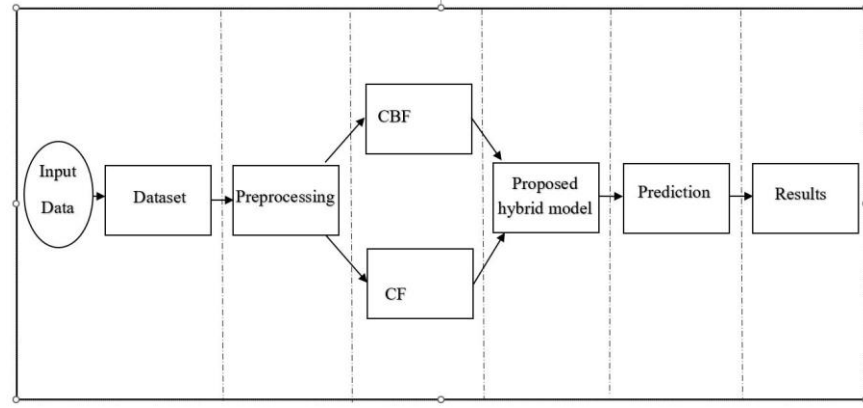 Input
Data
Dataset
Preprocessing
CBF
CF
Proposed
hybrid model
Prediction
Results